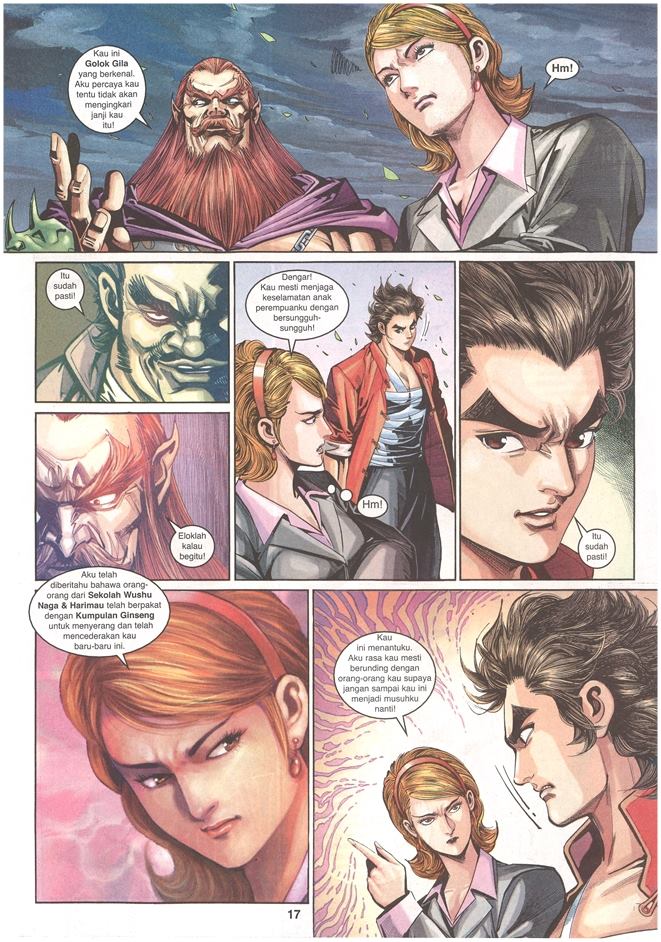 Kau ini
Golok Gila
yang berkenal.
Aku percaya kau
tentu tidak akan
mengingkari
janji kau
itu!
Hm!
Itu
sudah
pasti!
Dengar!
Kau mesti menjaga
keselamatan anak
perempuanku dengan
bersungguh-
sungguh!
Hm!
Eloklah
kalau
begitu!
Itu
sudah
pasti!
Aku telah
diberitahu bahawa orang-
orang dari Sekolah Wushu
Naga & Harimau telah berpakat
dengan Kumpulan Ginseng
untuk menyerang dan telah
mencederakan kau
baru-baru ini.
Kau
ini menantuku.
Aku rasa kau mesti
berunding dengan
orang-orang kau supaya
jangan sampai kau ini
menjadi musuhku
nanti!
17